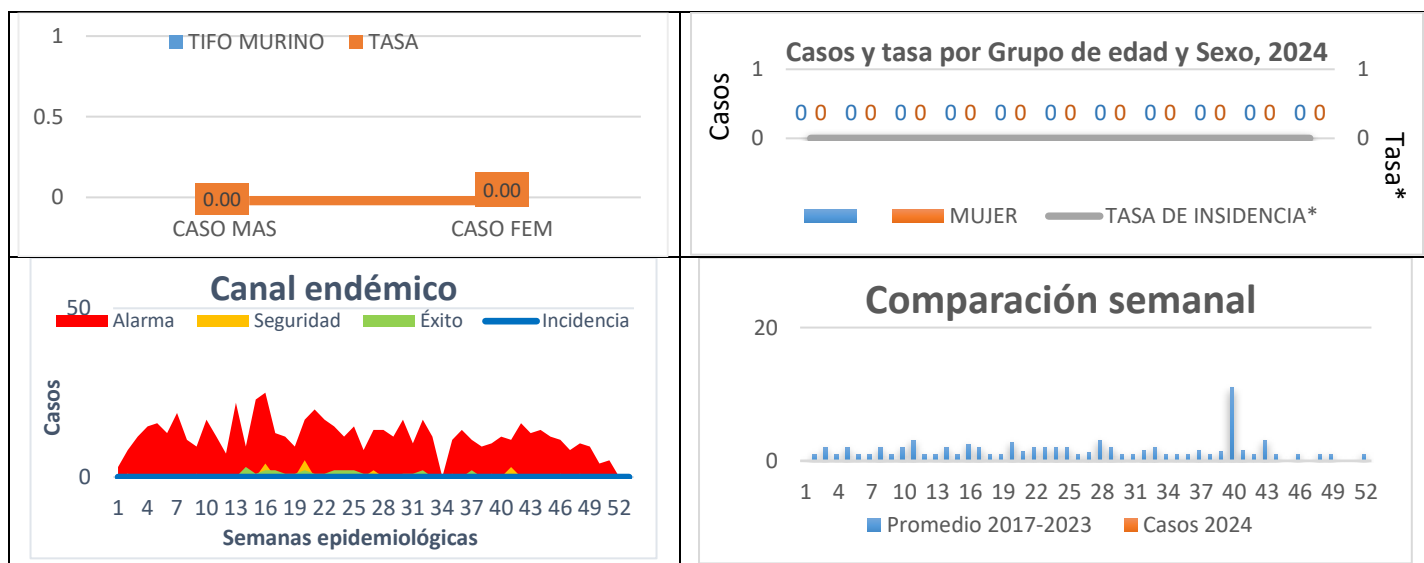 1
TIFO MURINO TASA
0.5
0
0.00 0.00
CASO MAS CASO FEM
Casos y tasa por Grupo de edad y Sexo, 2024
1 1
Casos
0 0 0 0 0 0 0 0 0 0 0 0 0 0 0 0 0 0 0 0 0 0
0 0
Tasa*
MUJER TASA DE INSIDENCIA*
Canal endémico
50
Alarma Seguridad Éxito Incidencia
Casos
0
1 4 7 10 13 16 19 22 25 28 31 34 37 40 43 46 49 52
Semanas epidemiológicas
Comparación semanal
20
0
1 4 7 10 13 16 19 22 25 28 31 34 37 40 43 46 49 52
Promedio 2017-2023 Casos 2024